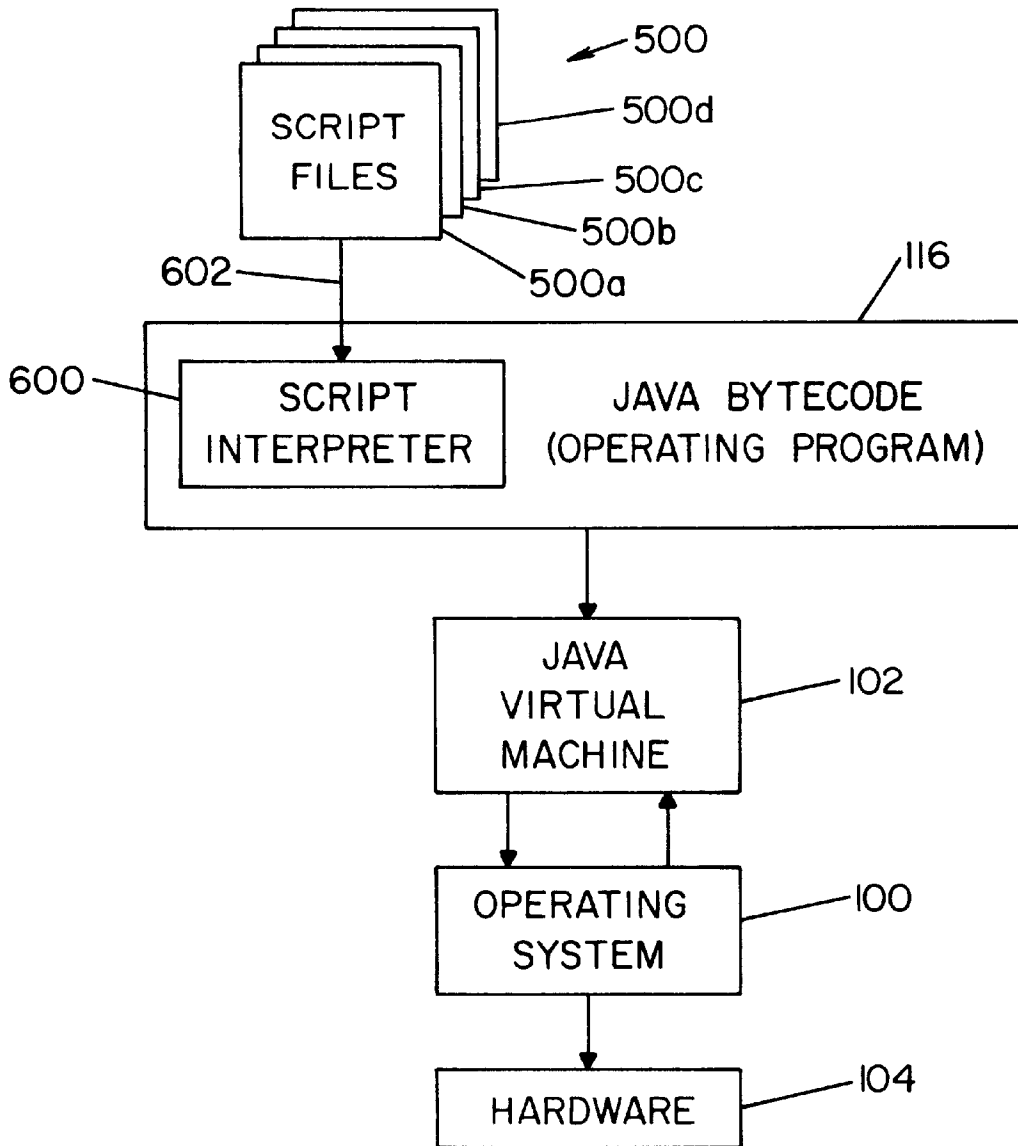 500
500d
SCRIPT
FILES
500c
500b
500a
602
116
600
SCRIPT
INTERPRETER
JAVA BYTECODE
(OPERATING PROGRAM)
JAVA
VIRTUAL
MACHINE
102
OPERATING
SYSTEM
100
HARDWARE
104